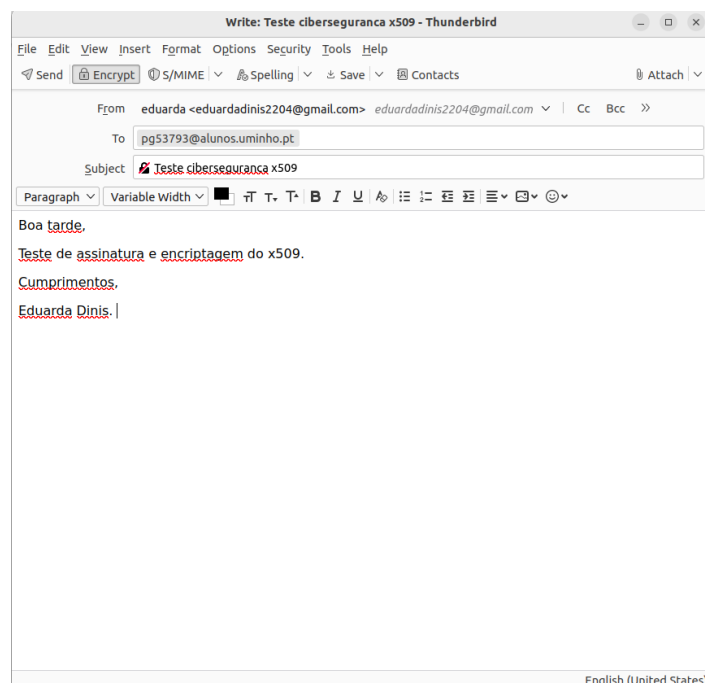 Write: Teste ciberseguranca x509 - Thunderbird
File Edit View Insert Format Options Security Tools Help
Send Encrypt S/MIME Spelling Save Contacts Attach
From eduarda <eduardadinis2204@gmail.com> eduardadinis2204@gmail.com Cc Bcc
To pg53793@alunos.uminho.pt
Subject Teste ciberseguranca x509
Paragraph Variable Width B I U
Boa tarde,
Teste de assinatura e encriptagem do x509.
Cumprimentos,
Eduarda Dinis.
English (United States)